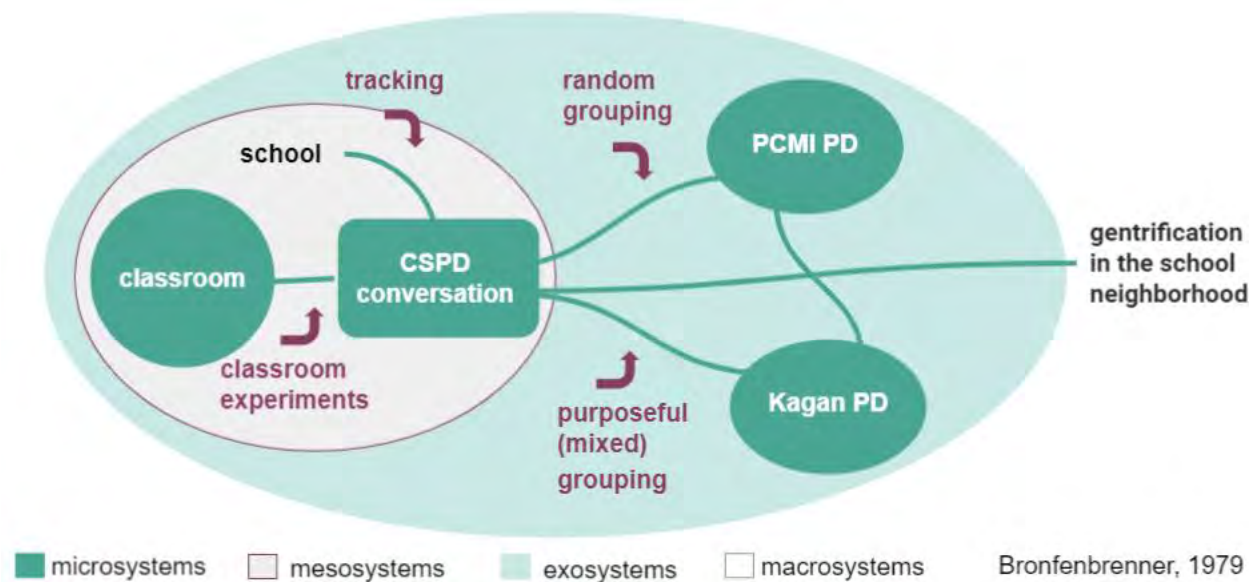 tracking
random
grouping
PCMI PD
school
classroom
CSPD
conversation
gentrification
in the school
neighborhood
classroom
experiments
purposeful
(mixed)
grouping
Kagan PD
microsystems
mesosystems
exosystems
macrosystems
Bronfenbrenner, 1979